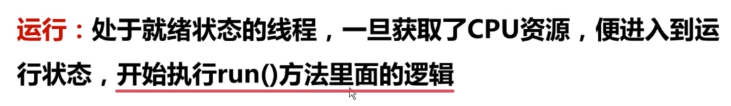 运行：处于就绪状态的线程，一旦获取了CPU资源，便进入到运
行状态，开始执行run()方法里面的逻辑